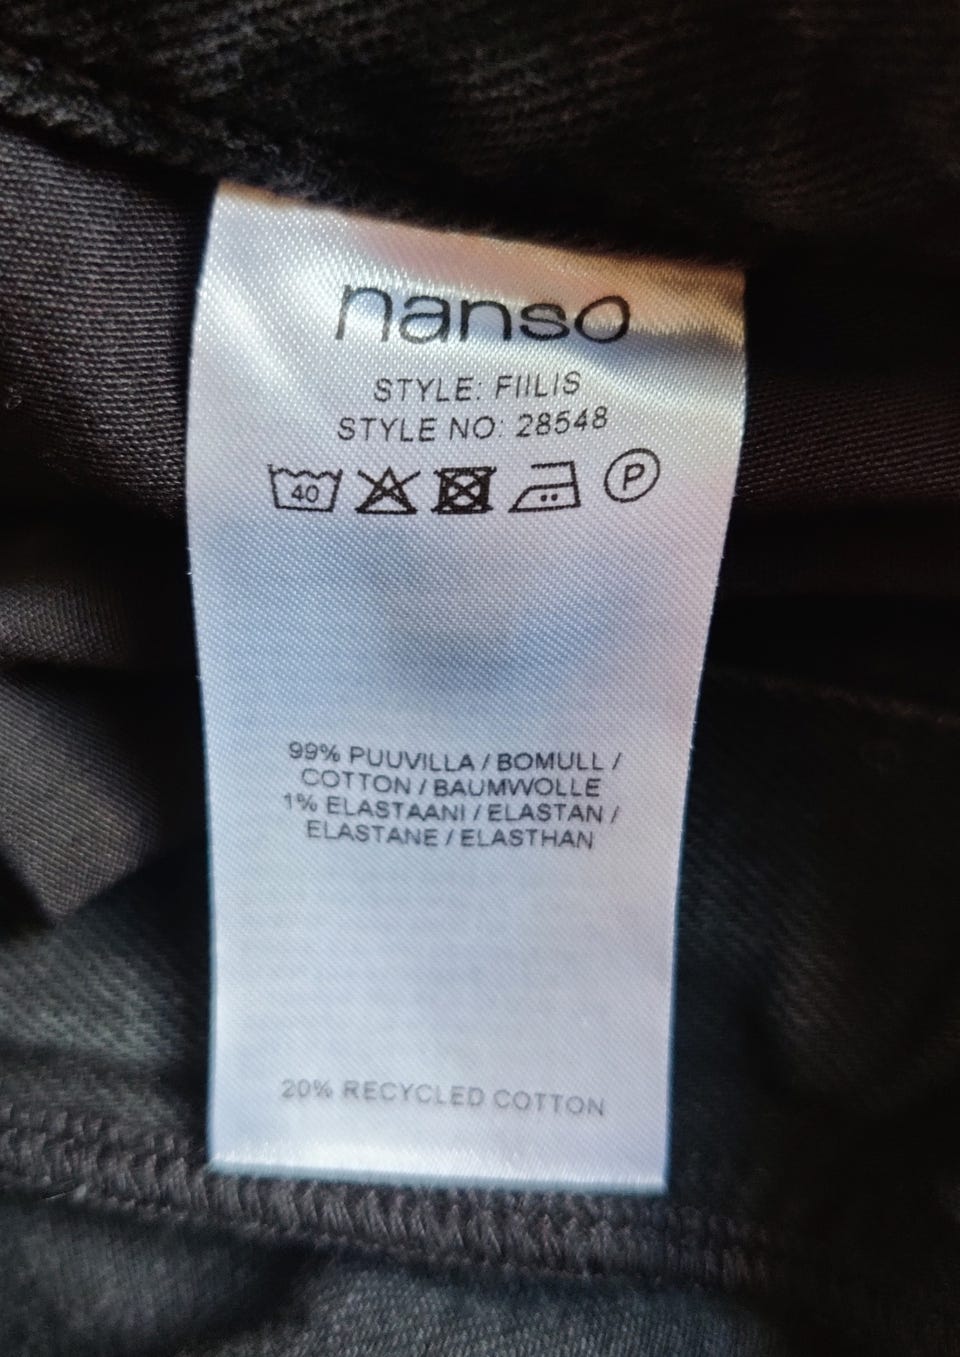 nanso
STYLE: FIILIS
STYLE NO: 28548
40 P
99% PUUVILLA / BOMULL /
COTTON / BAUMWOLLE
1% ELASTAANI / ELASTAN /
ELASTANE / ELASTHAN
20% RECYCLED COTTON